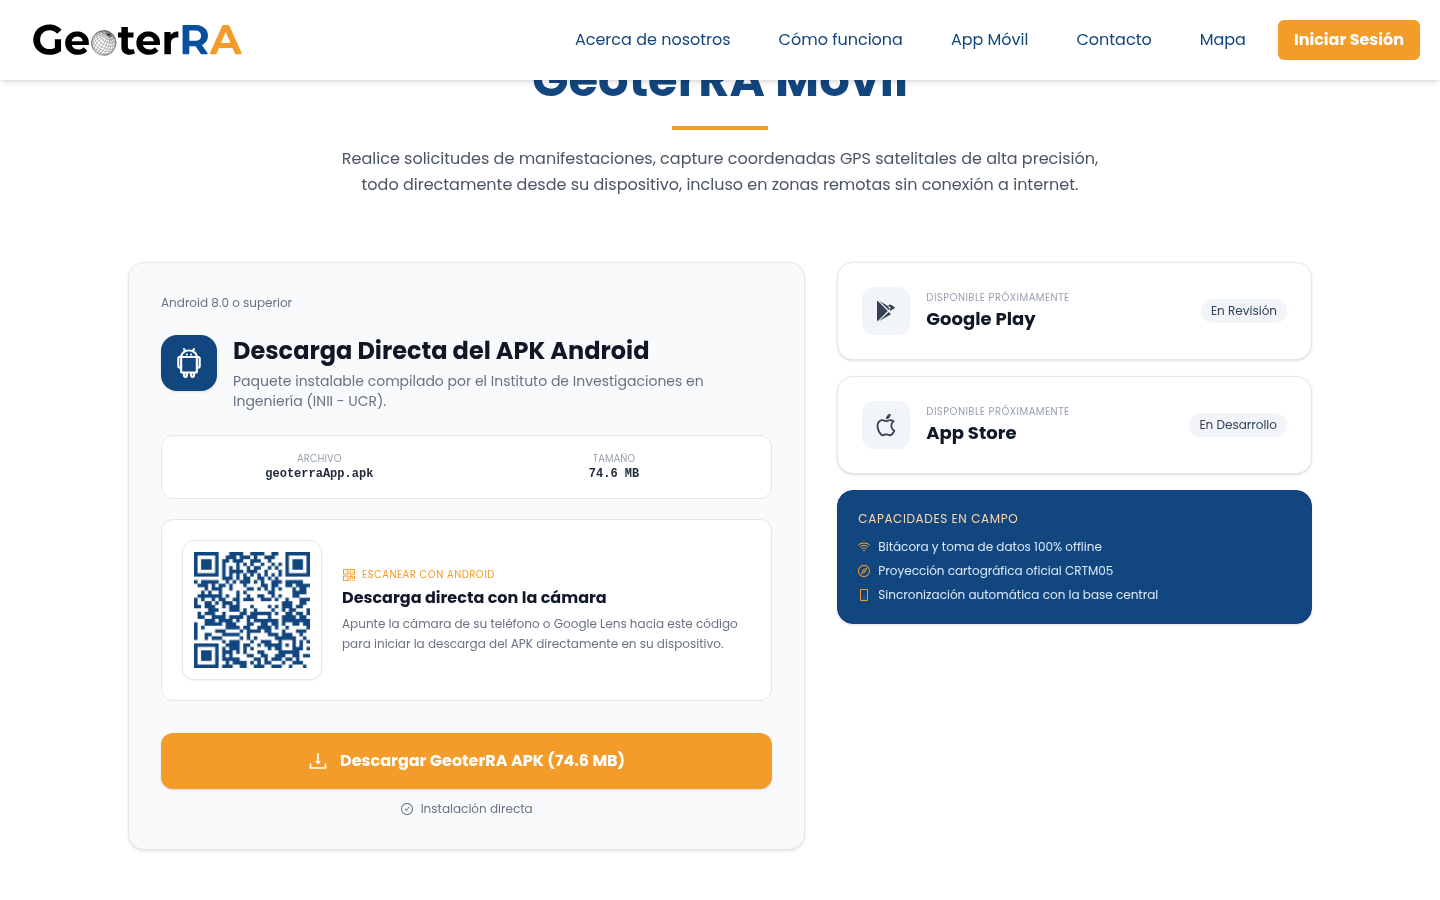 GeoterRA
Acerca de nosotros
Cómo funciona
App Móvil
Contacto
Mapa
Iniciar Sesión
GeoterRA Móvil
Realice solicitudes de manifestaciones, capture coordenadas GPS satelitales de alta precisión,
todo directamente desde su dispositivo, incluso en zonas remotas sin conexión a internet.
Android 8.0 o superior
Descarga Directa del APK Android
Paquete instalable compilado por el Instituto de Investigaciones en
Ingeniería (INII - UCR).
ARCHIVO
geoterraApp.apk
TAMAÑO
74.6 MB
ESCANEAR CON ANDROID
Descarga directa con la cámara
Apunte la cámara de su teléfono o Google Lens hacia este código
para iniciar la descarga del APK directamente en su dispositivo.
Descargar GeoterRA APK (74.6 MB)
Instalación directa
DISPONIBLE PRÓXIMAMENTE
Google Play
En Revisión
DISPONIBLE PRÓXIMAMENTE
App Store
En Desarrollo
CAPACIDADES EN CAMPO
Bitácora y toma de datos 100% offline
Proyección cartográfica oficial CRTM05
Sincronización automática con la base central